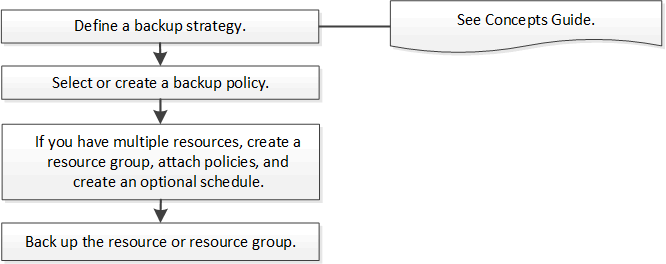 Define a backup strategy.
See Concepts Guide.
Select or create a backup policy.
If you have multiple resources, create a
resource group, attach policies, and
create an optional schedule.
Back up the resource or resource group.